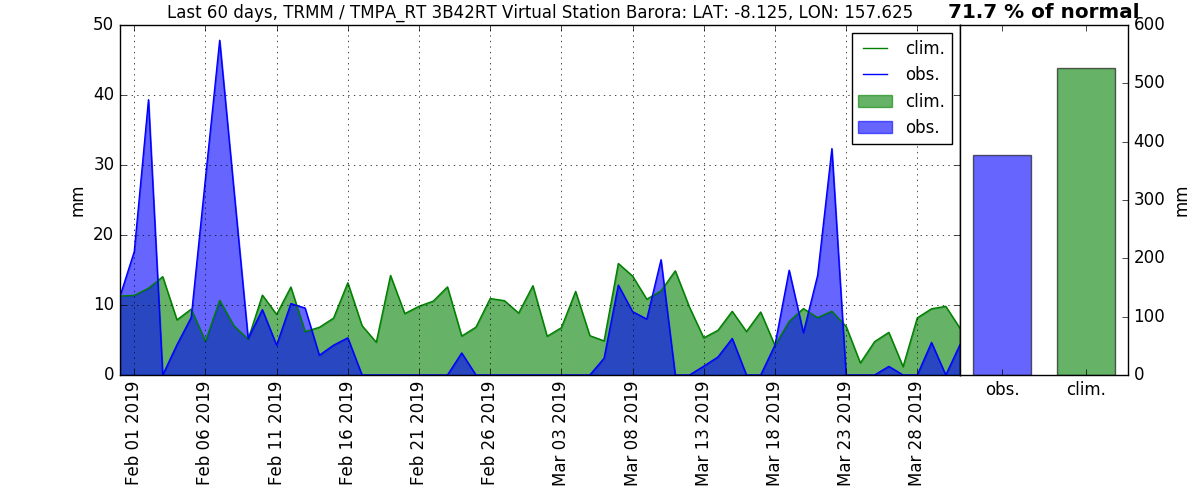 Last 60 days, TRMM / TMPA_RT 3B42RT Virtual Station Barora: LAT: -8.125, LON: 157.625
71.7 % of normal
50
40
30
20
10
0
mm
clim.
obs.
clim.
obs.
600
500
400
300
200
100
0
mm
obs.
clim.
Feb 01 2019
Feb 06 2019
Feb 11 2019
Feb 16 2019
Feb 21 2019
Feb 26 2019
Mar 03 2019
Mar 08 2019
Mar 13 2019
Mar 18 2019
Mar 23 2019
Mar 28 2019